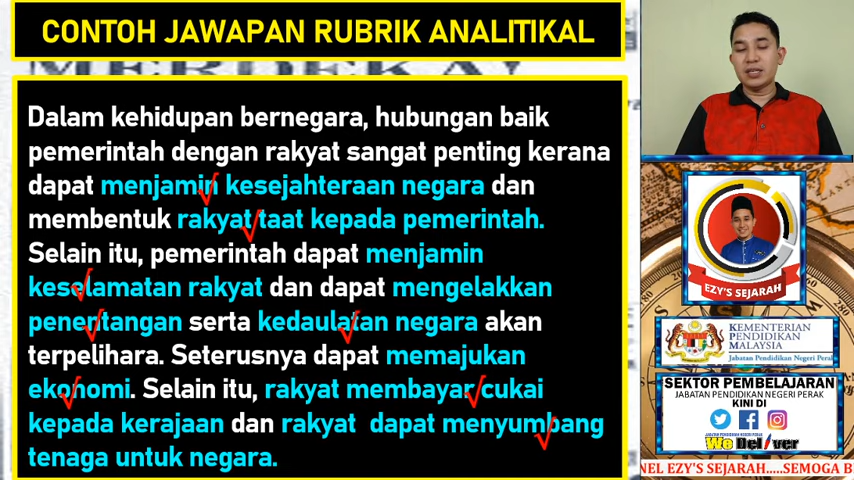 CONTOH JAWAPAN RUBRIK ANALITIKAL
MERDEKA!
Dalam kehidupan bernegara, hubungan baik
pemerintah dengan rakyat sangat penting kerana
dapat menjamin kesejahteraan negara dan
membentuk rakyat taat kepada pemerintah.
Selain itu, pemerintah dapat menjamin
keselamatan rakyat dan dapat mengelakkan
penentangan serta kedaulatan negara akan
terpelihara. Seterusnya dapat memajukan
ekonomi. Selain itu, rakyat membayar cukai
kepada kerajaan dan rakyat dapat menyumbang
tenaga untuk negara.
EZY'S SEJARAH
KEMENTERIAN
PENDIDIKAN
MALAYSIA
Jabatan Pendidikan Negeri Perak
SEKTOR PEMBELAJARAN
JABATAN PENDIDIKAN NEGERI PERAK
KINI DI
We Deliver
NEL EZY'S SEJARAH.....SEMOGA B